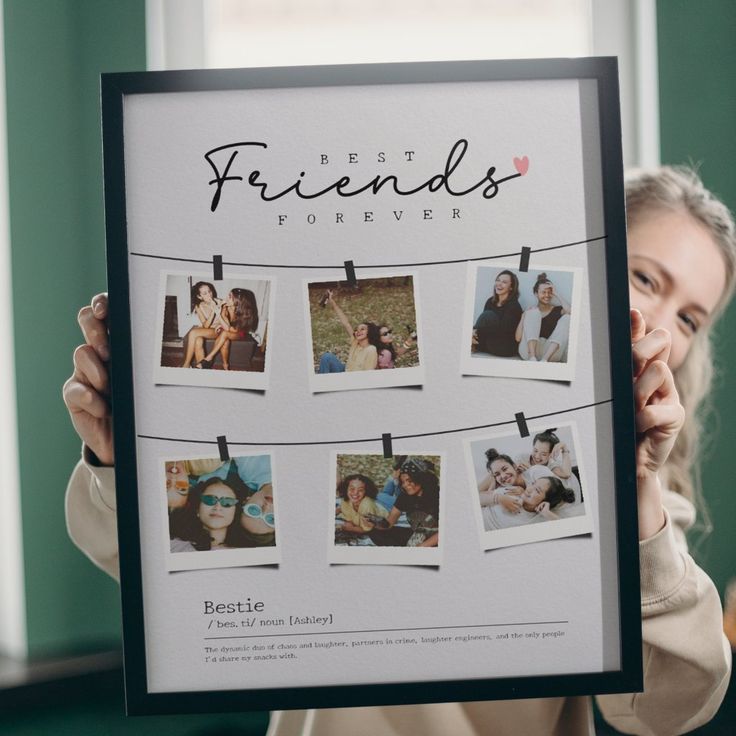 BEST
Friends
FOREVER
Bestie
/ bes.ti/ noun [Ashley]
The dynamic duo of chaos and laughter, partners in crime, laughter engineers, and the only people
I'd share my snacks with.